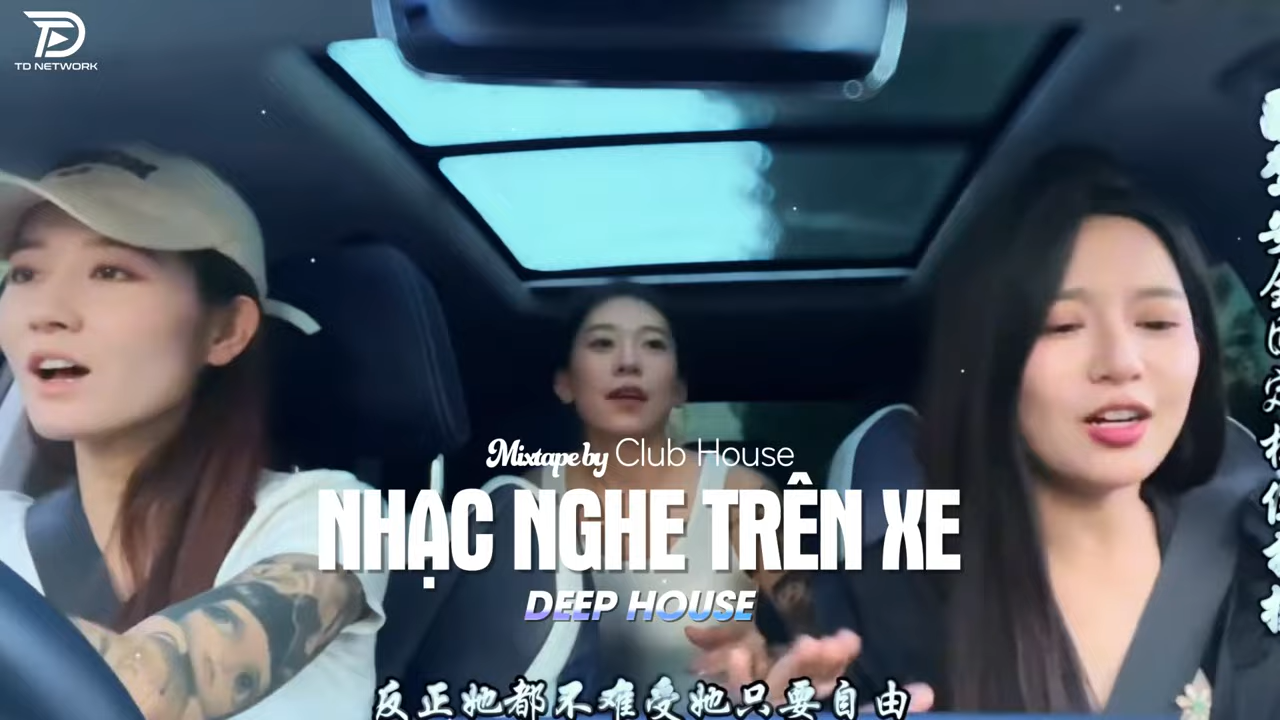 TD NETWORK
Mixtape by Club House
NHẠC NGHE TRÊN XE
DEEP HOUSE
反正她都不难受她只要自由